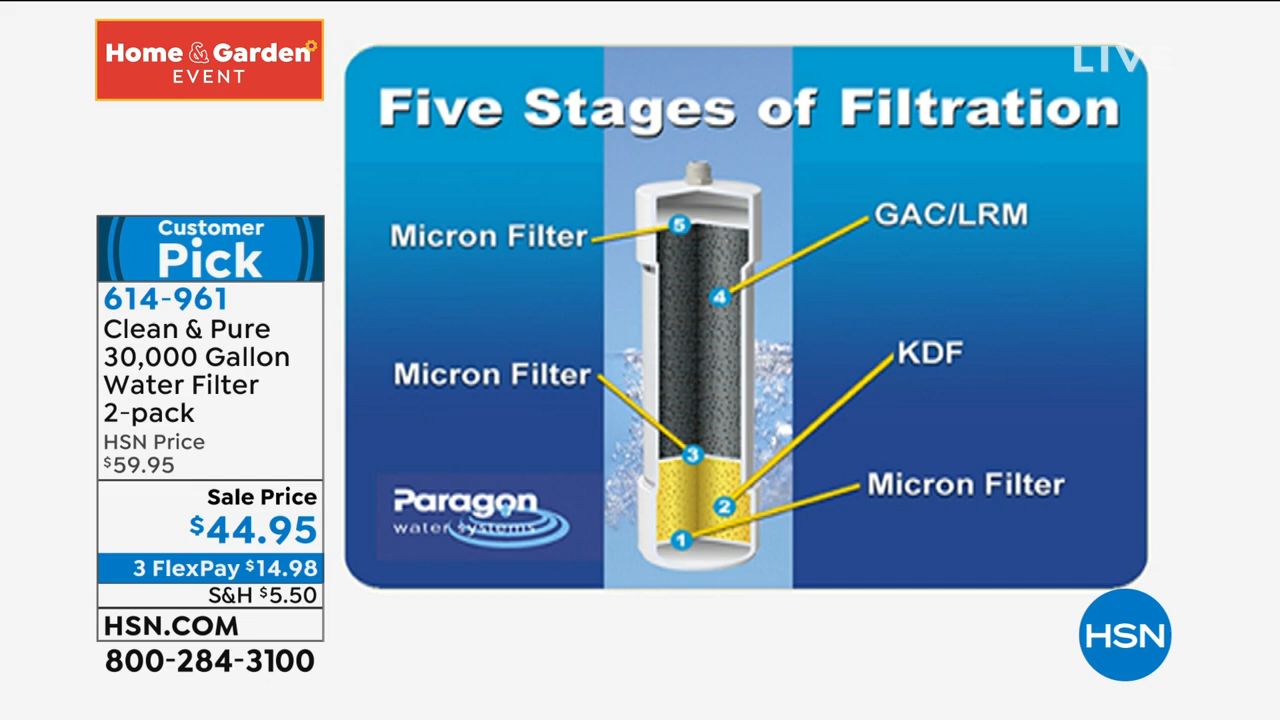 Home & Garden
EVENT
Customer
Pick
614-961
Clean & Pure
30,000 Gallon
Water Filter
2-pack
HSN Price
$59.95
Sale Price
$44.95
3 FlexPay $14.98
S&H $5.50
HSN.COM
800-284-3100
LIVE
Five Stages of Filtration
Micron Filter
5
GAC/LRM
4
Micron Filter
3
KDF
2
Micron Filter
1
Paragon
water systems
HSN